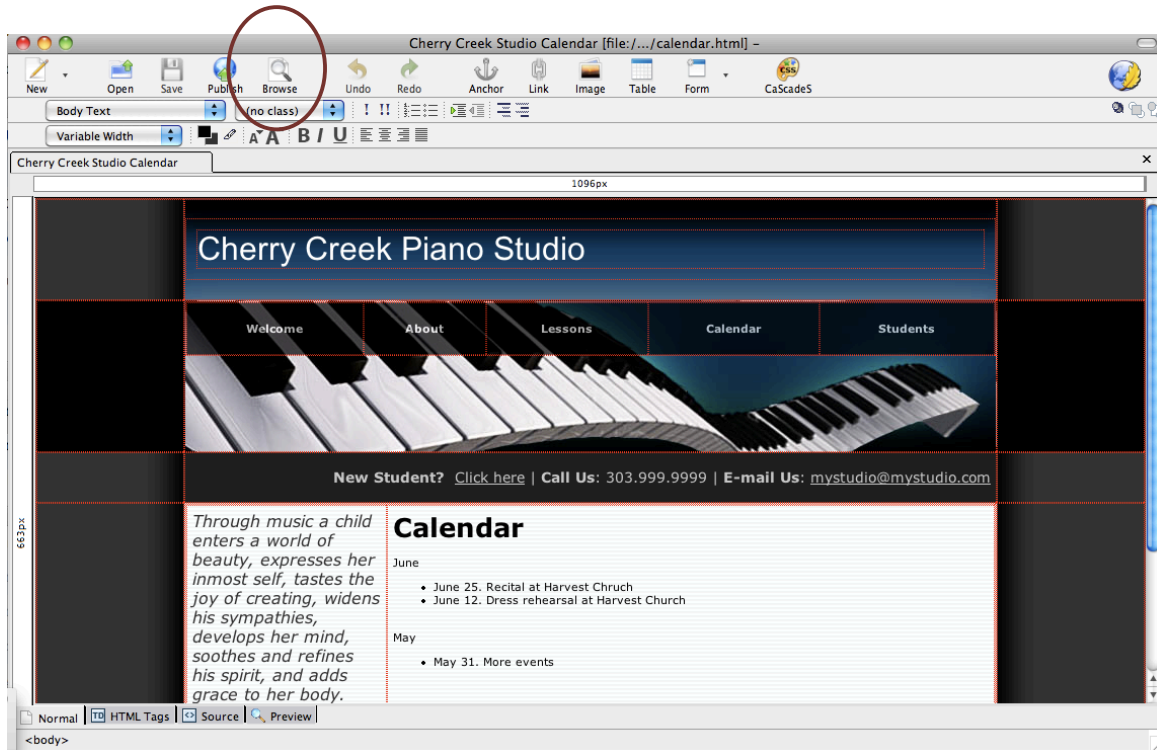 Cherry Creek Studio Calendar [file:/.../calendar.html] –
New Open Save Publish Browse Undo Redo Anchor Link Image Table Form CaScadeS
CSS
Body Text (no class) ! !!
Variable Width A A B I U
Cherry Creek Studio Calendar
1096px
663px
Cherry Creek Piano Studio
Welcome About Lessons Calendar Students
New Student? Click here | Call Us: 303.999.9999 | E-mail Us: mystudio@mystudio.com
Through music a child
enters a world of
beauty, expresses her
inmost self, tastes the
joy of creating, widens
his sympathies,
develops her mind,
soothes and refines
his spirit, and adds
grace to her body.
Calendar
June
• June 25. Recital at Harvest Chruch
• June 12. Dress rehearsal at Harvest Church
May
• May 31. More events
Normal TD HTML Tags Source Preview
<body>